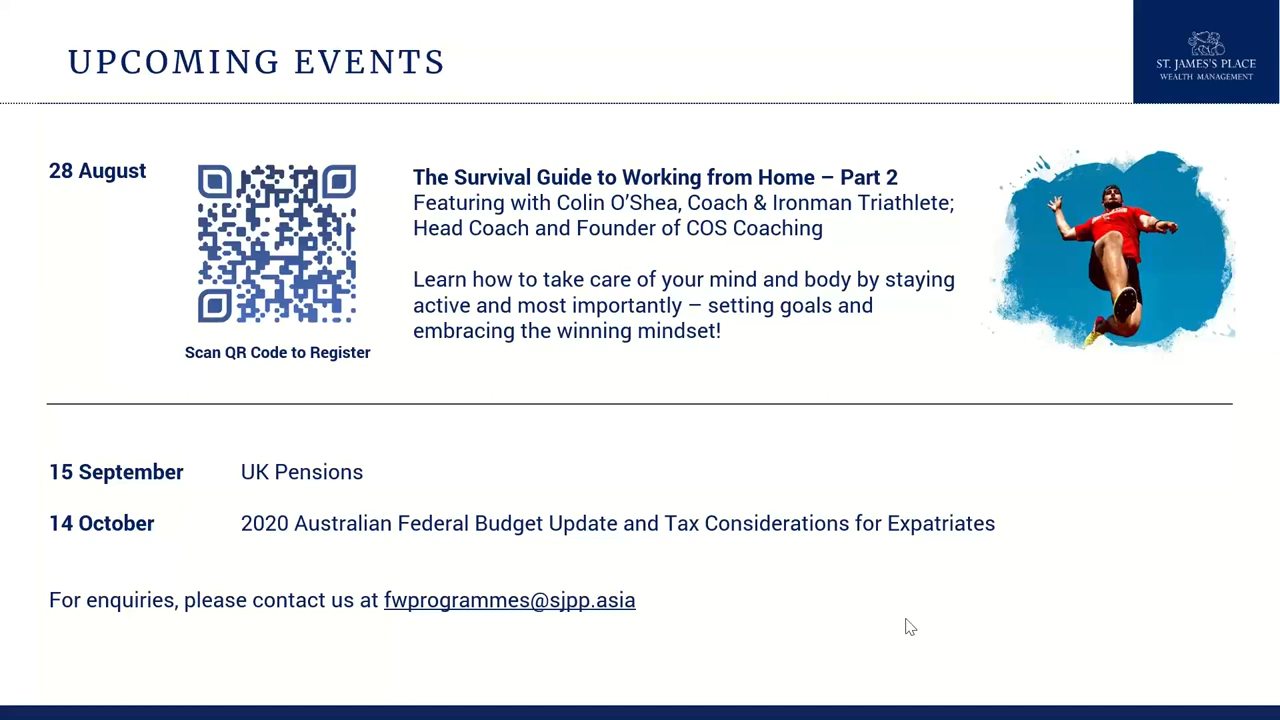 UPCOMING EVENTS
ST. JAMES'S PLACE
WEALTH MANAGEMENT
28 August
Scan QR Code to Register
The Survival Guide to Working from Home – Part 2
Featuring with Colin O'Shea, Coach & Ironman Triathlete;
Head Coach and Founder of COS Coaching
Learn how to take care of your mind and body by staying
active and most importantly – setting goals and
embracing the winning mindset!
15 September UK Pensions
14 October 2020 Australian Federal Budget Update and Tax Considerations for Expatriates
For enquiries, please contact us at fwprogrammes@sjpp.asia